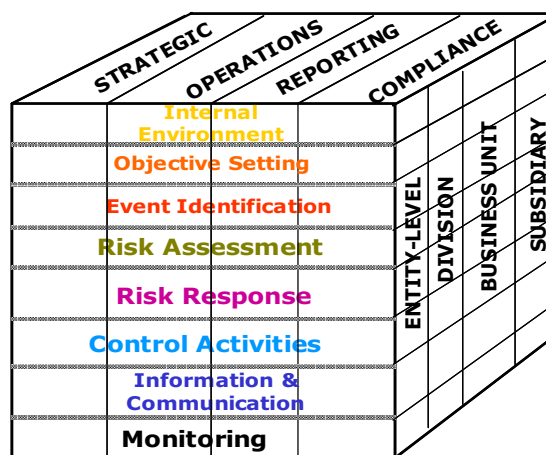 STRATEGIC
OPERATIONS
REPORTING
COMPLIANCE
Internal
Environment
Objective Setting
Event Identification
Risk Assessment
Risk Response
Control Activities
Information &
Communication
Monitoring
ENTITY-LEVEL
DIVISION
BUSINESS UNIT
SUBSIDIARY